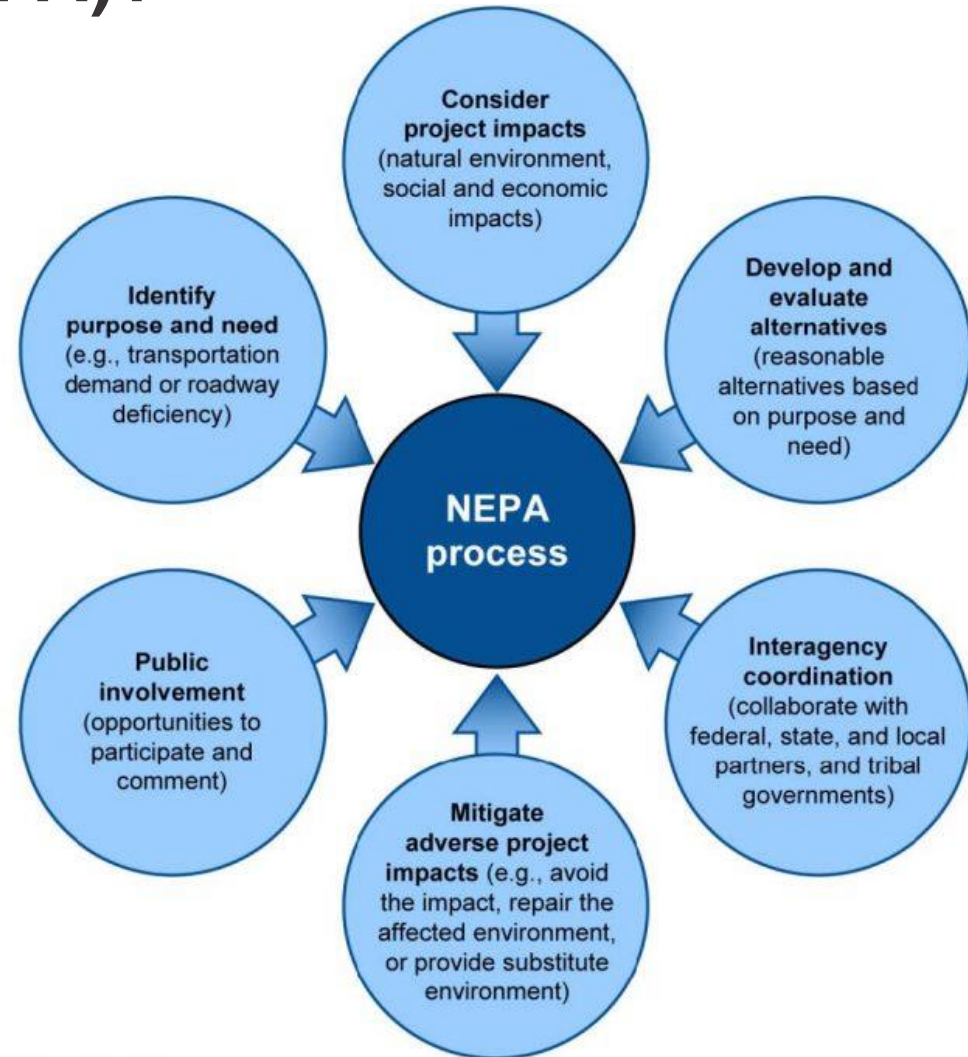 Consider
project impacts
(natural environment,
social and economic
impacts)
Identify
purpose and need
(e.g., transportation
demand or roadway
deficiency)
Develop and
evaluate
alternatives
(reasonable
alternatives based
on purpose and
need)
NEPA
process
Public
involvement
(opportunities to
participate and
comment)
Interagency
coordination
(collaborate with
federal, state, and local
partners, and tribal
governments)
Mitigate
adverse project
impacts (e.g., avoid
the impact, repair the
affected environment,
or provide substitute
environment)